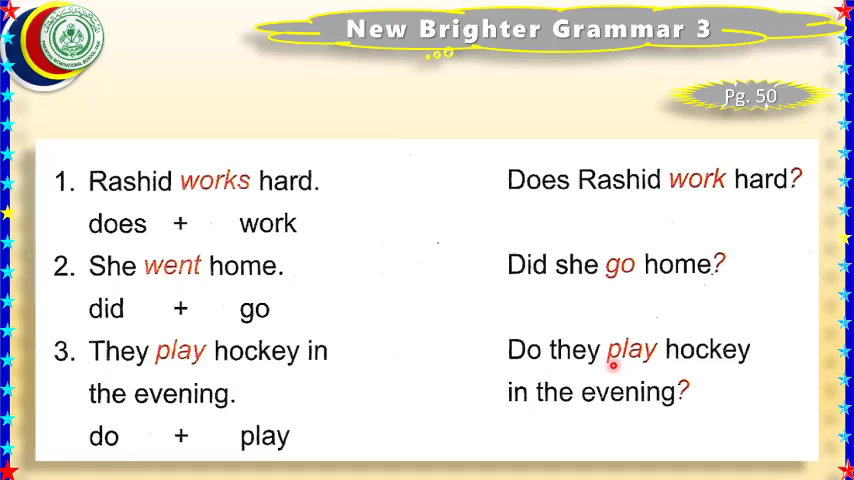 New Brighter Grammar 3
Pg. 50
1. Rashid works hard.
Does Rashid work hard?
does + work
2. She went home.
Did she go home?
did + go
3. They play hockey in
the evening.
Do they play hockey
in the evening?
do + play